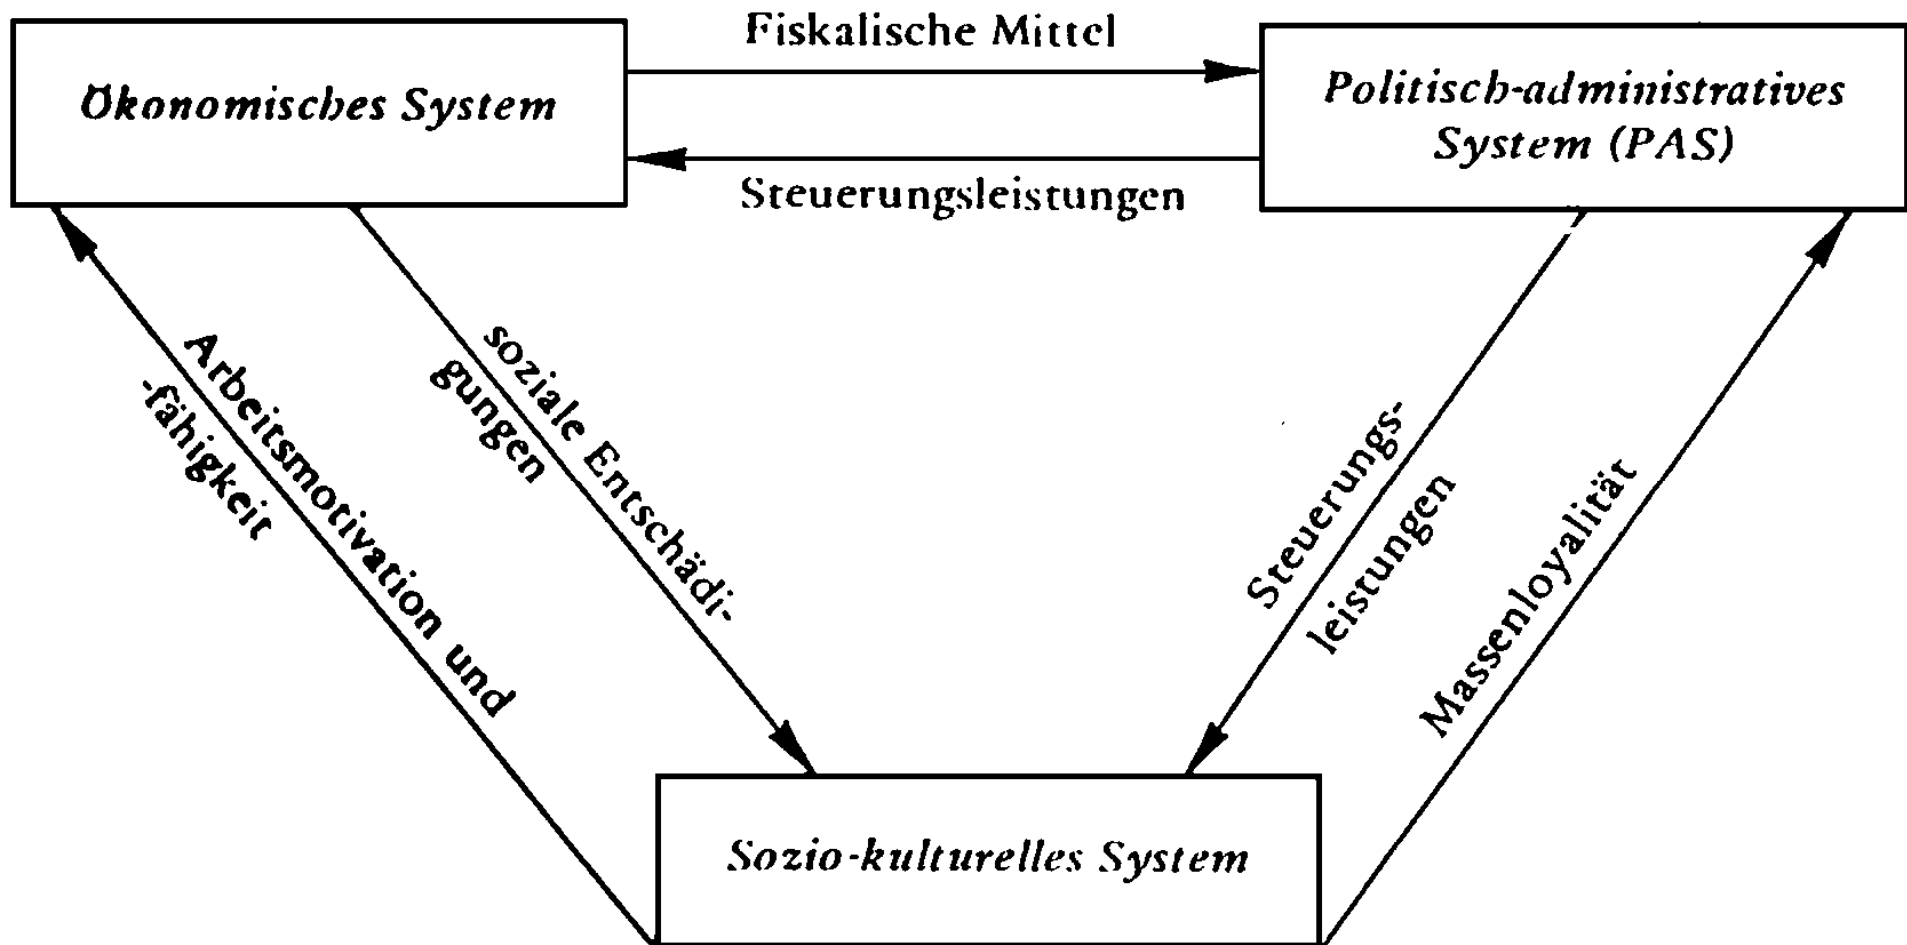 Fiskalische Mittel
Ökonomisches System
Politisch-administratives
System (PAS)
Steuerungsleistungen
Arbeitsmotivation und
-fähigkeit
soziale Entschädi-
gungen
Steuerungs-
leistungen
Massenloyalität
Sozio-kulturelles System